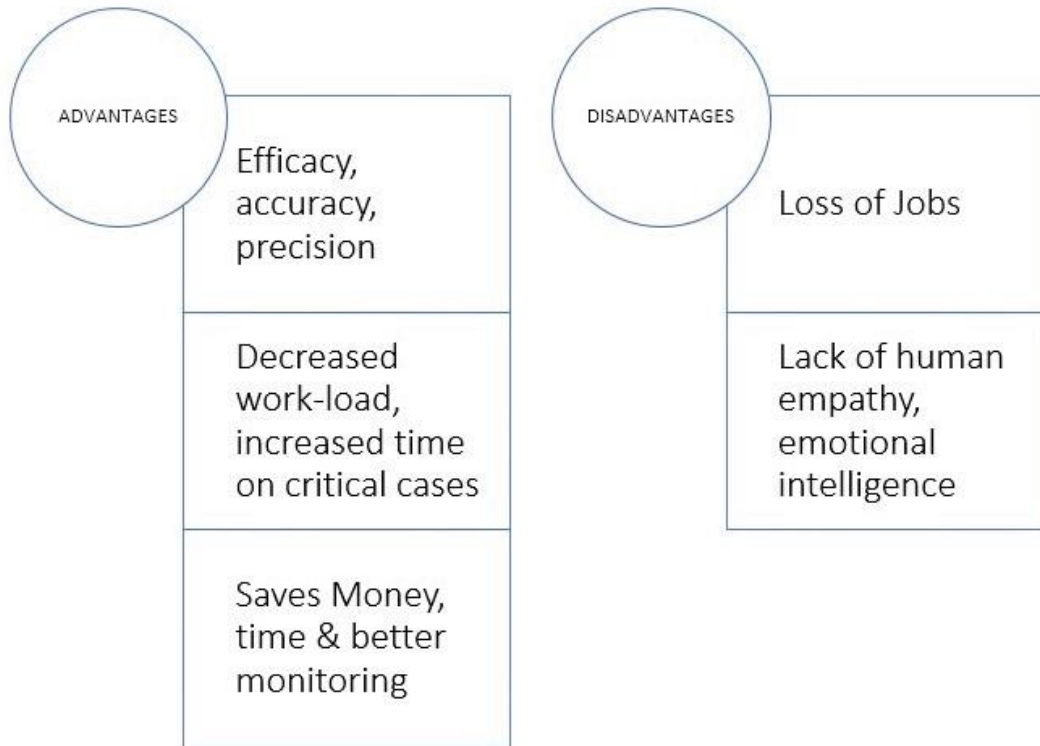 ADVANTAGES
Efficacy,
accuracy,
precision
Decreased
work-load,
increased time
on critical cases
Saves Money,
time & better
monitoring
DISADVANTAGES
Loss of Jobs
Lack of human
empathy,
emotional
intelligence